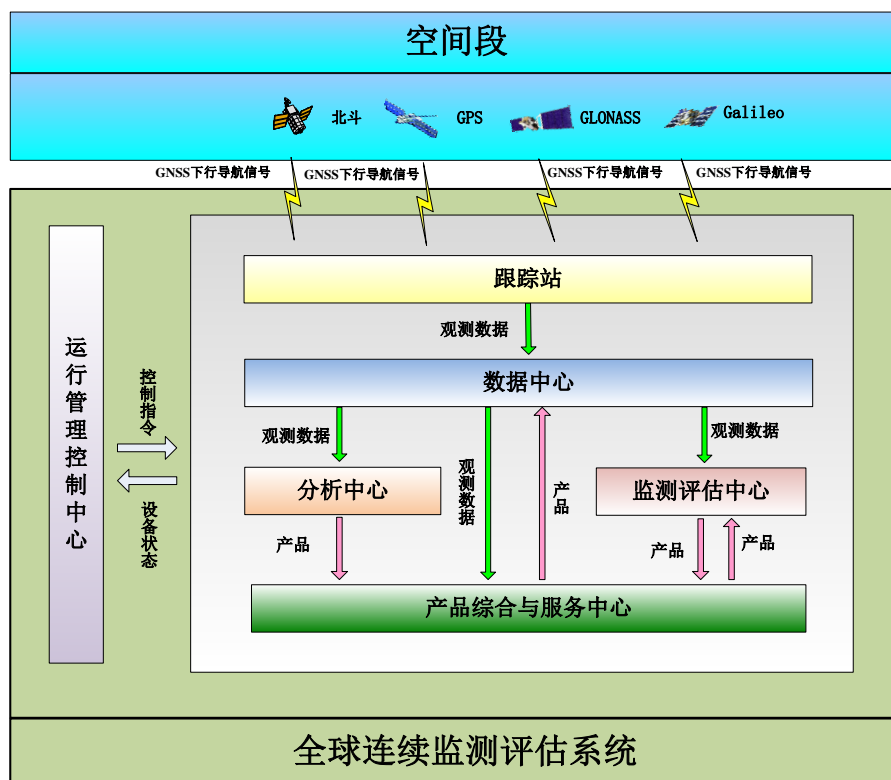 空间段
北斗
GPS
GLONASS
Galileo
GNSS下行导航信号
GNSS下行导航信号
GNSS下行导航信号
GNSS下行导航信号
运行管理控制中心
控制指令
设备状态
跟踪站
观测数据
数据中心
观测数据
观测数据
产品
观测数据
分析中心
监测评估中心
产品
产品
产品
产品综合与服务中心
全球连续监测评估系统